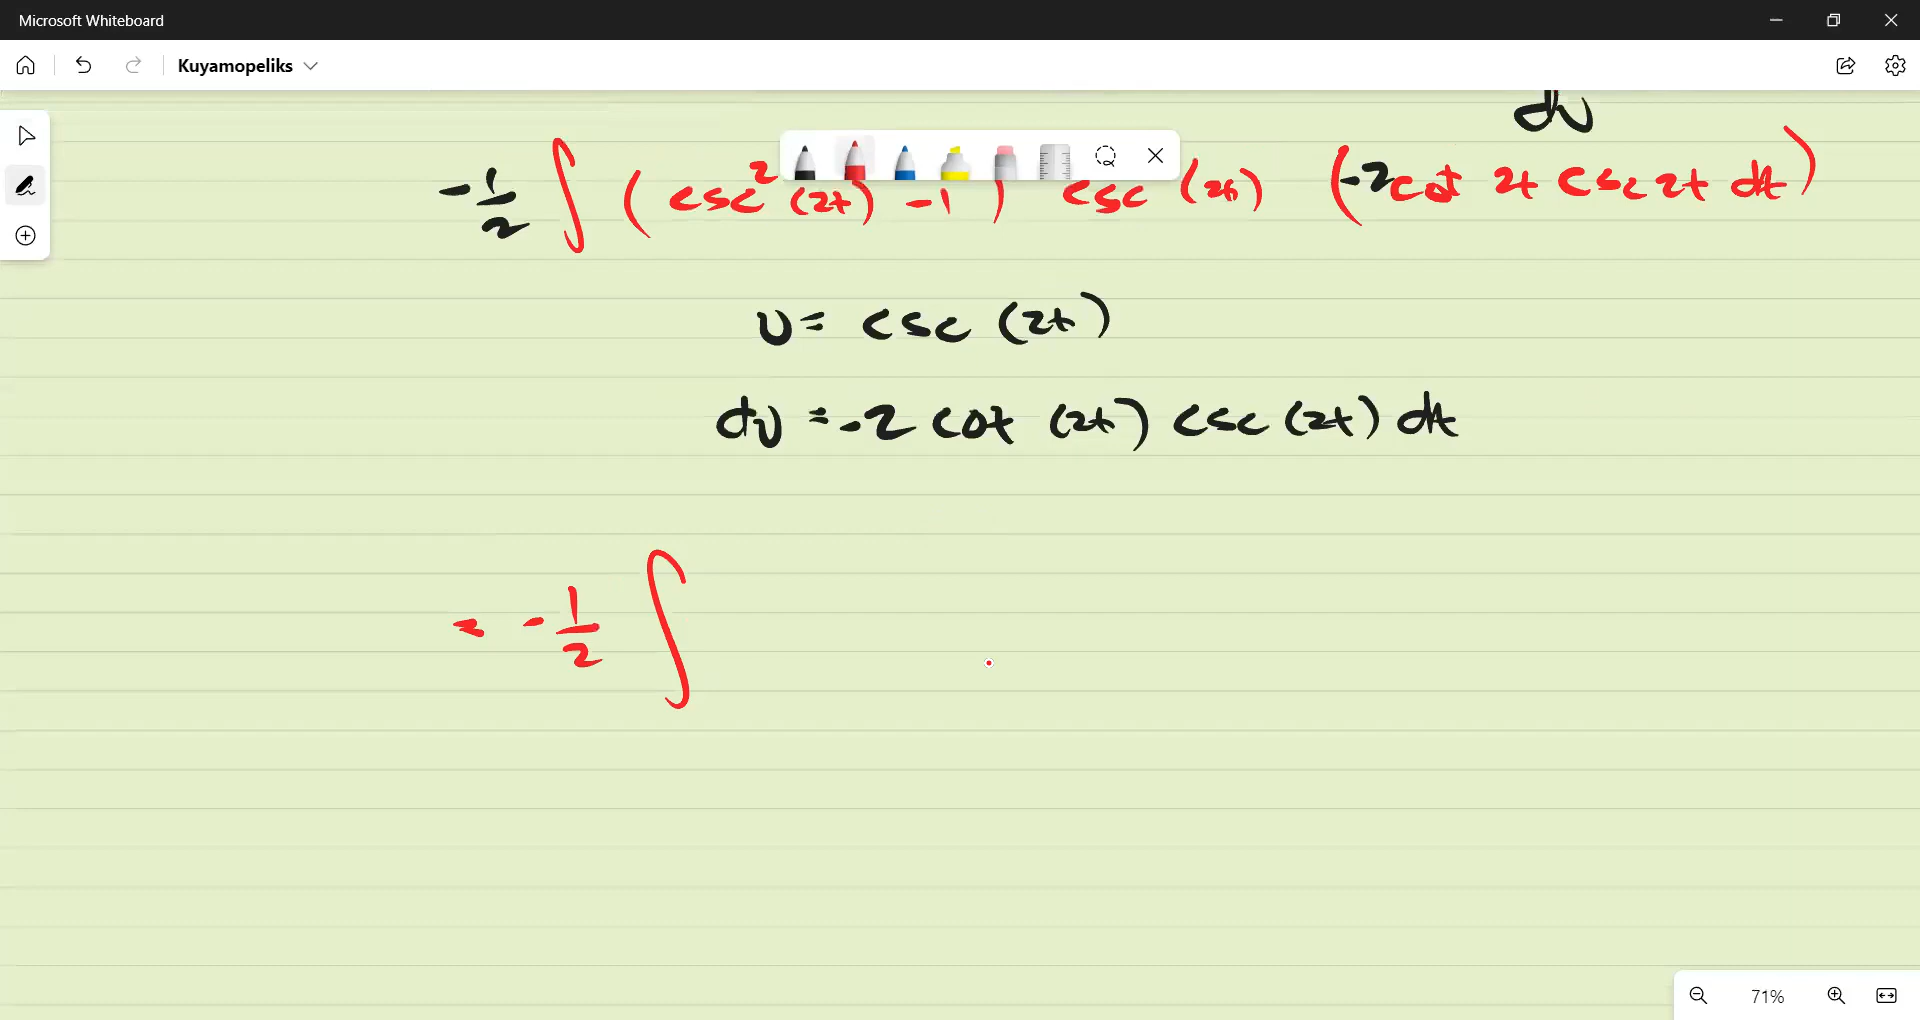 Microsoft Whiteboard
Kuyamopeliks
du
-1/2 ∫ (csc² (2t) -1) csc (2t) (-2cot 2t csc 2t dt)
u = csc (2t)
du = -2 cot (2t) csc (2t) dt
= -1/2 ∫
71%